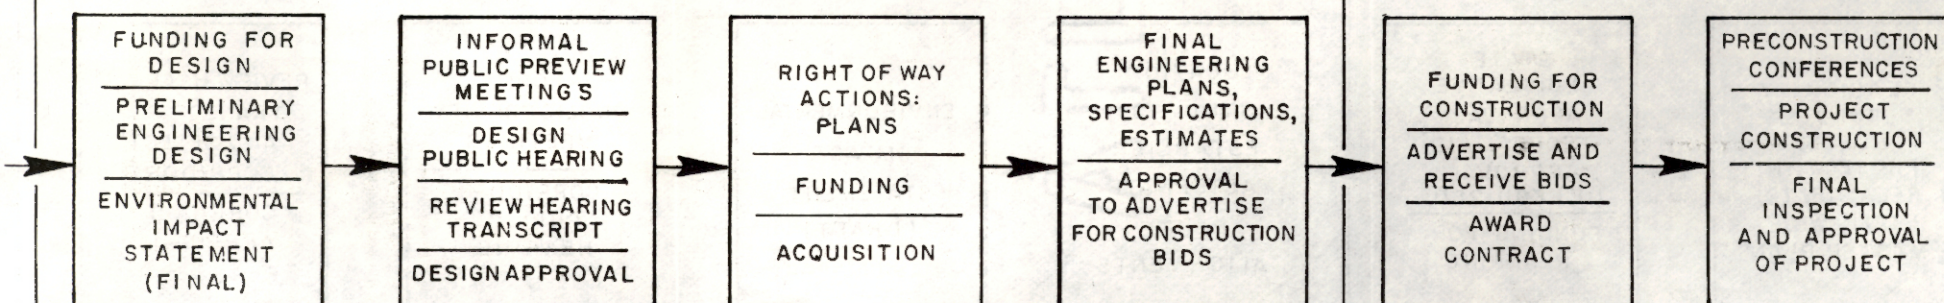 FUNDING FOR
DESIGN
PRELIMINARY
ENGINEERING
DESIGN
ENVIRONMENTAL
IMPACT
STATEMENT
(FINAL)
INFORMAL
PUBLIC PREVIEW
MEETINGS
DESIGN
PUBLIC HEARING
REVIEW HEARING
TRANSCRIPT
DESIGN APPROVAL
RIGHT OF WAY
ACTIONS:
PLANS
FUNDING
ACQUISITION
FINAL
ENGINEERING
PLANS,
SPECIFICATIONS,
ESTIMATES
APPROVAL
TO ADVERTISE
FOR CONSTRUCTION
BIDS
FUNDING FOR
CONSTRUCTION
ADVERTISE AND
RECEIVE BIDS
AWARD
CONTRACT
PRECONSTRUCTION
CONFERENCES
PROJECT
CONSTRUCTION
FINAL
INSPECTION
AND APPROVAL
OF PROJECT